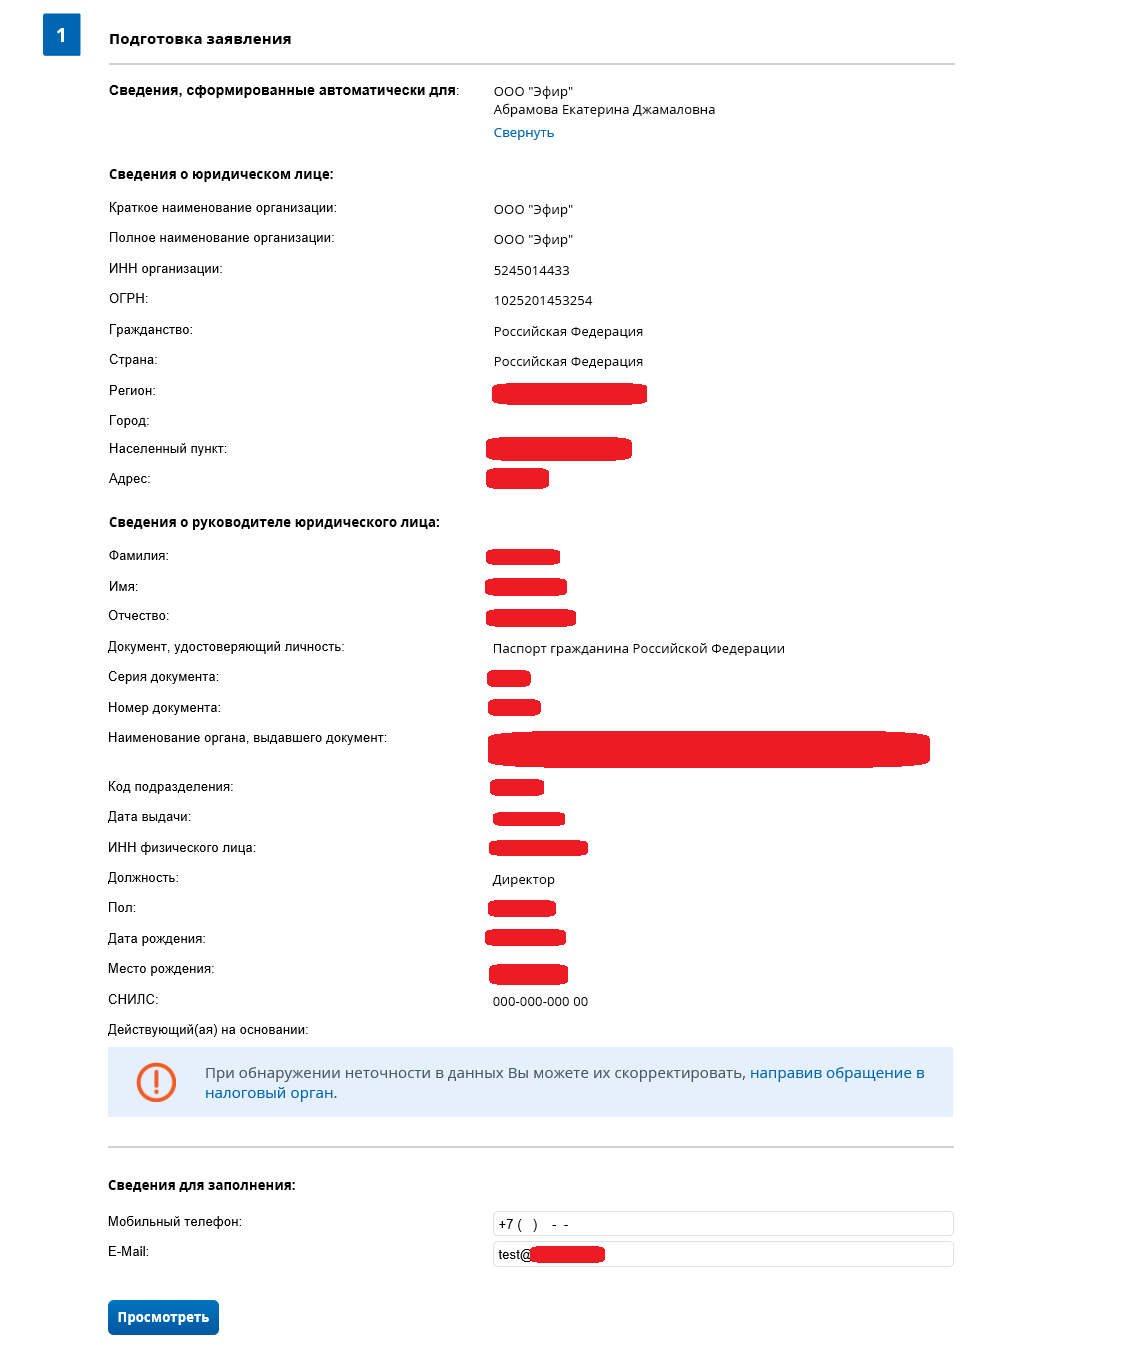 1
Подготовка заявления
Сведения, сформированные автоматически для: ООО "Эфир"
Абрамова Екатерина Джамаловна
Свернуть
Сведения о юридическом лице:
Краткое наименование организации: ООО "Эфир"
Полное наименование организации: ООО "Эфир"
ИНН организации: 5245014433
ОГРН: 1025201453254
Гражданство: Российская Федерация
Страна: Российская Федерация
Регион:
Город:
Населенный пункт:
Адрес:
Сведения о руководителе юридического лица:
Фамилия:
Имя:
Отчество:
Документ, удостоверяющий личность: Паспорт гражданина Российской Федерации
Серия документа:
Номер документа:
Наименование органа, выдавшего документ:
Код подразделения:
Дата выдачи:
ИНН физического лица:
Должность: Директор
Пол:
Дата рождения:
Место рождения:
СНИЛС: 000-000-000 00
Действующий(ая) на основании:
При обнаружении неточности в данных Вы можете их скорректировать, направив обращение в
налоговый орган.
Сведения для заполнения:
Мобильный телефон: +7 (   )    -  -
E-Mail: test@
Просмотреть